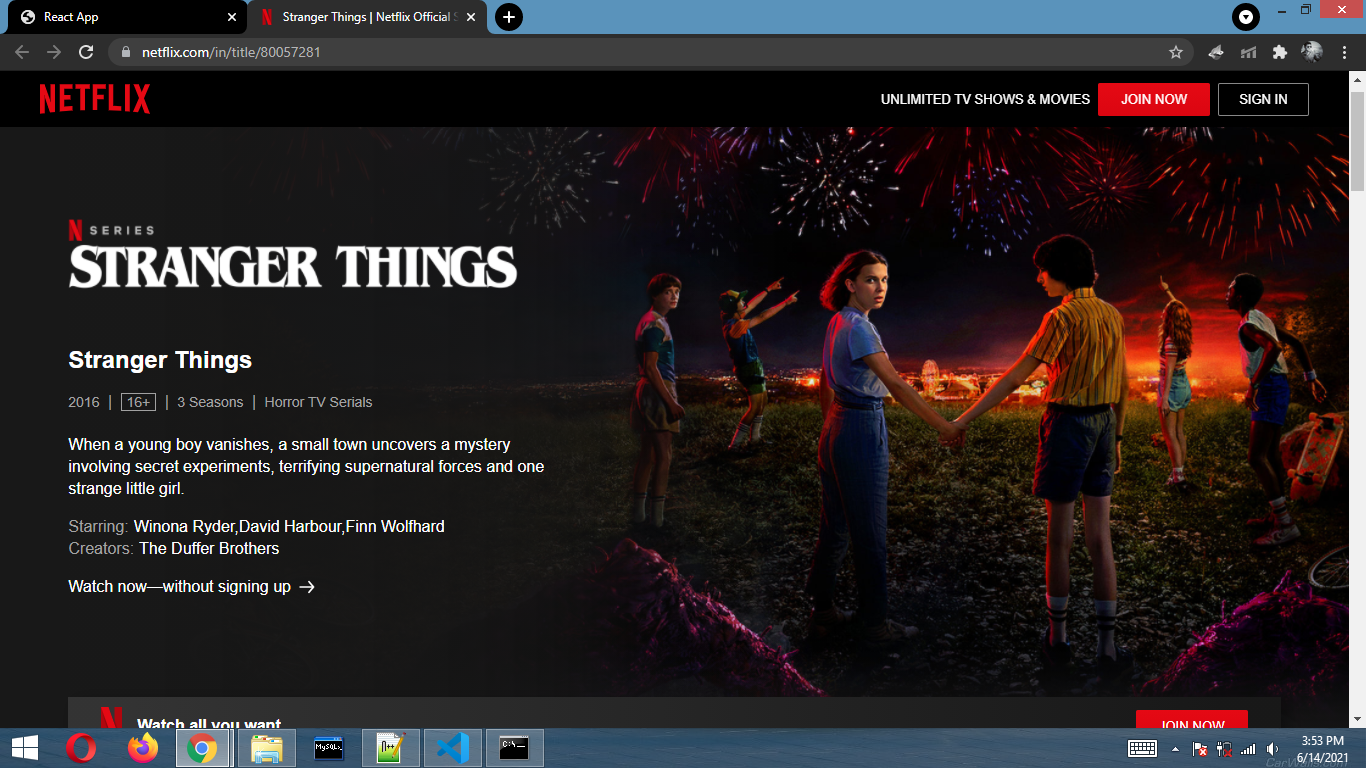 React App
Stranger Things | Netflix Official S
netflix.com/in/title/80057281
NETFLIX
UNLIMITED TV SHOWS & MOVIES
JOIN NOW
SIGN IN
N SERIES
STRANGER THINGS
Stranger Things
2016 | 16+ | 3 Seasons | Horror TV Serials
When a young boy vanishes, a small town uncovers a mystery
involving secret experiments, terrifying supernatural forces and one
strange little girl.
Starring: Winona Ryder,David Harbour,Finn Wolfhard
Creators: The Duffer Brothers
Watch now—without signing up →
Watch all you want
JOIN NOW
MySQL>
C:\_
3:53 PM
6/14/2021